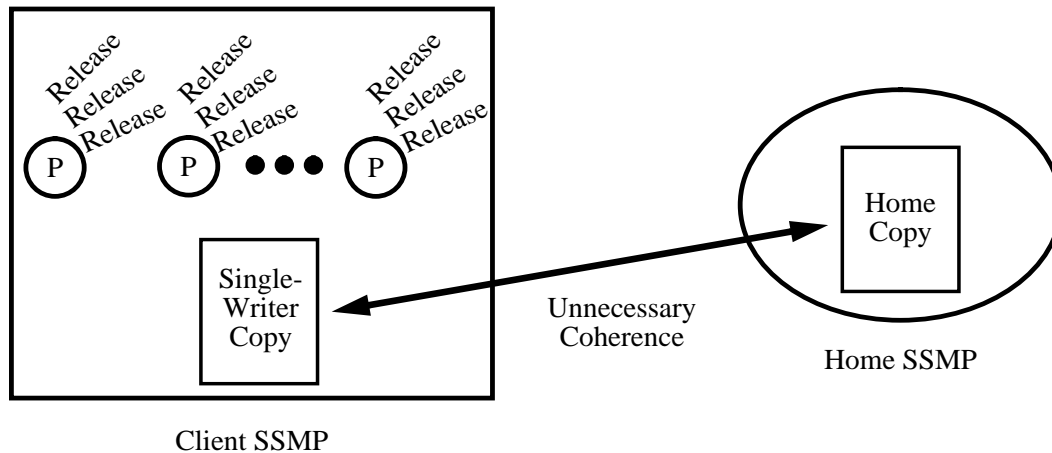 Release
Release
Release
Release
Release
Release
Release
Release
Release
P
P
P
Single-
Writer
Copy
Unnecessary
Coherence
Home
Copy
Home SSMP
Client SSMP